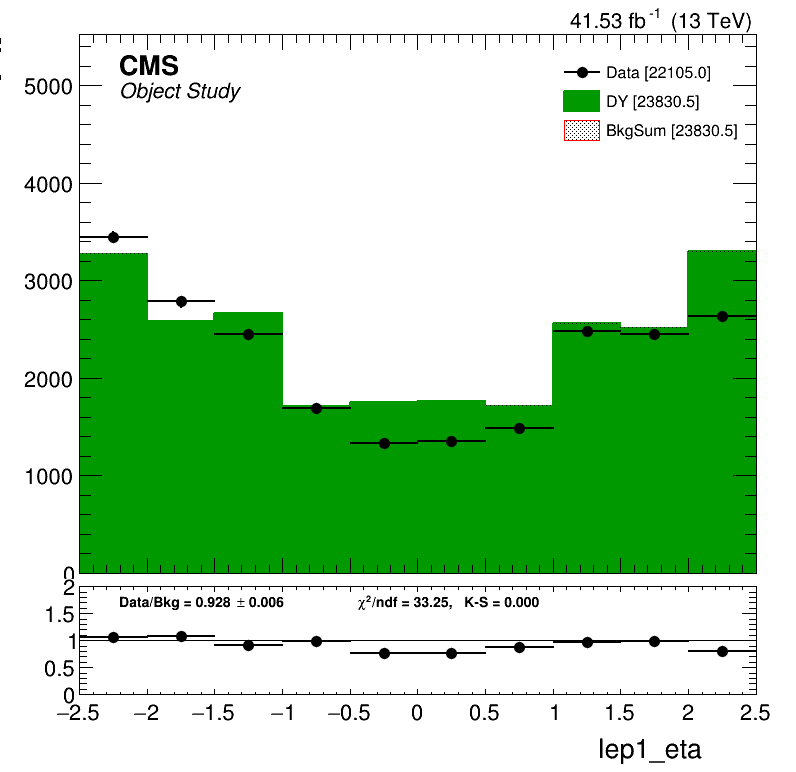 41.53 fb⁻¹ (13 TeV)
CMS
Object Study
Data [22105.0]
DY [23830.5]
BkgSum [23830.5]
5000
4000
3000
2000
1000
0
2
1.5
1
0.5
0
Data/Bkg = 0.928 ± 0.006
χ²/ndf = 33.25, K-S = 0.000
−2.5 −2 −1.5 −1 −0.5 0 0.5 1 1.5 2 2.5
lep1_eta